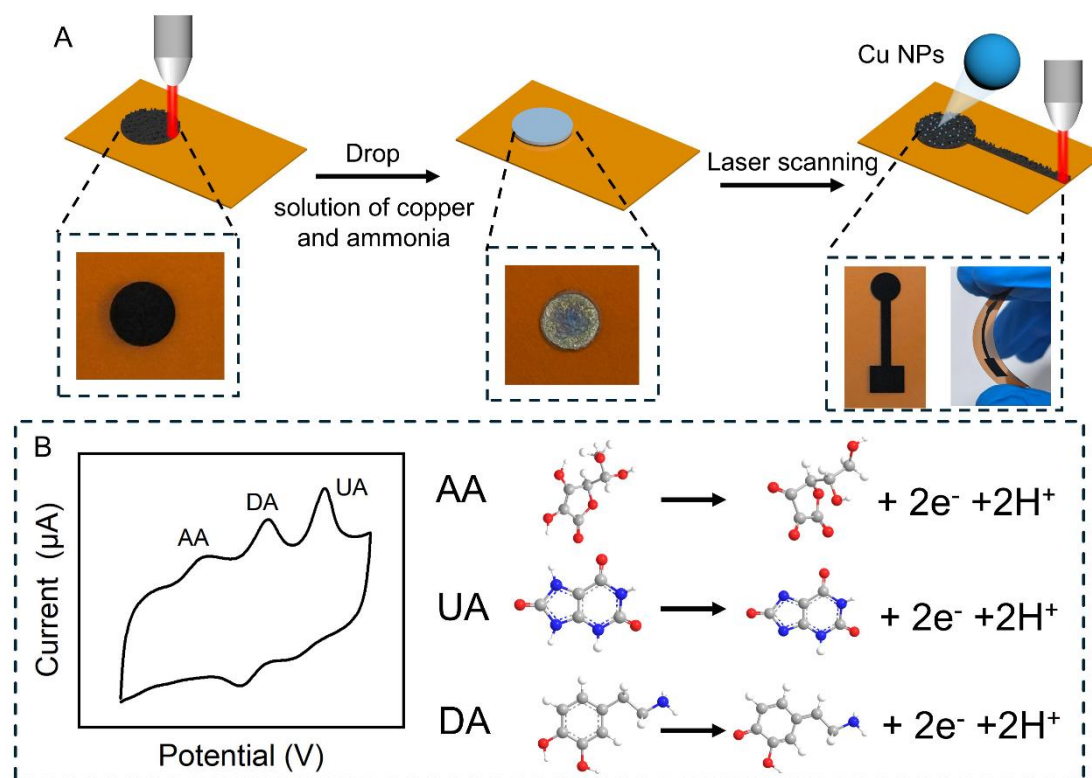 A
Cu NPs
Drop
solution of copper
and ammonia
Laser scanning
B
AA
DA
UA
Current (μA)
Potential (V)
AA
+ 2e⁻ +2H⁺
UA
+ 2e⁻ +2H⁺
DA
+ 2e⁻ +2H⁺